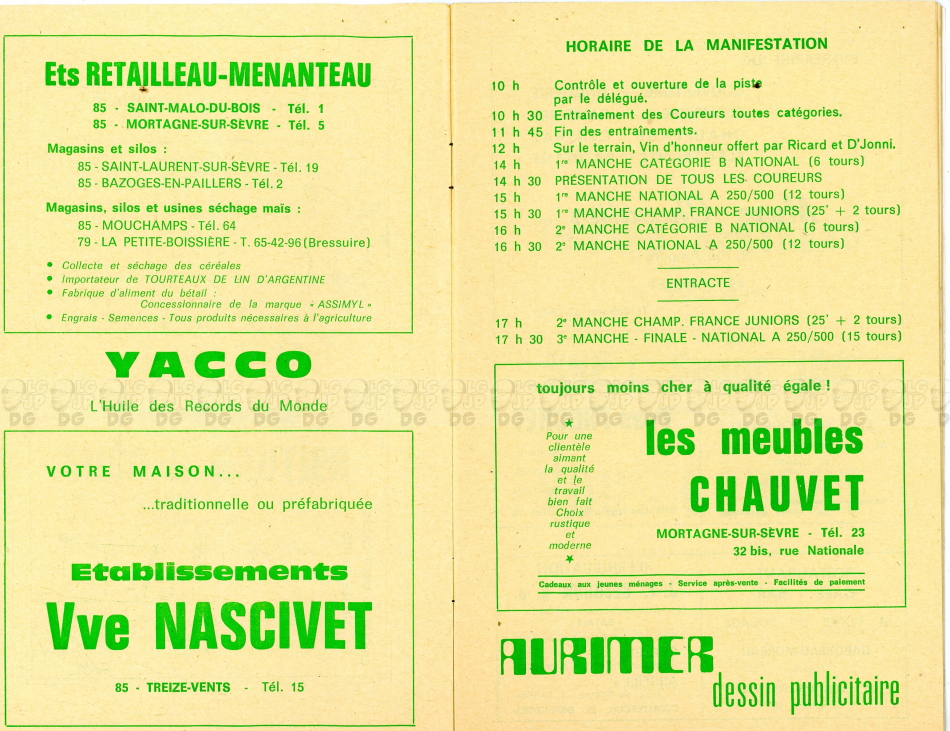 Ets RETAILLEAU-MENANTEAU
85 - SAINT-MALO-DU-BOIS - Tél. 1
85 - MORTAGNE-SUR-SÈVRE - Tél. 5
Magasins et silos :
85 - SAINT-LAURENT-SUR-SÈVRE - Tél. 19
85 - BAZOGES-EN-PAILLERS - Tél. 2
Magasins, silos et usines séchage maïs :
85 - MOUCHAMPS - Tél. 64
79 - LA PETITE-BOISSIÈRE - T. 65-42-96 (Bressuire)
• Collecte et séchage des céréales
• Importateur de TOURTEAUX DE LIN D'ARGENTINE
• Fabrique d'aliment du bétail :
Concessionnaire de la marque « ASSIMYL »
• Engrais - Semences - Tous produits nécessaires à l'agriculture
YACCO
L'Huile des Records du Monde
VOTRE MAISON...
...traditionnelle ou préfabriquée
Etablissements
Vve NASCIVET
85 - TREIZE-VENTS - Tél. 15
HORAIRE DE LA MANIFESTATION
10 h Contrôle et ouverture de la piste
par le délégué.
10 h 30 Entraînement des Coureurs toutes catégories.
11 h 45 Fin des entraînements.
12 h Sur le terrain, Vin d'honneur offert par Ricard et D'Jonni.
14 h 1re MANCHE CATÉGORIE B NATIONAL (6 tours)
14 h 30 PRÉSENTATION DE TOUS LES COUREURS
15 h 1re MANCHE NATIONAL A 250/500 (12 tours)
15 h 30 1re MANCHE CHAMP. FRANCE JUNIORS (25' + 2 tours)
16 h 2e MANCHE CATÉGORIE B NATIONAL (6 tours)
16 h 30 2e MANCHE NATIONAL A 250/500 (12 tours)
ENTRACTE
17 h 2e MANCHE CHAMP. FRANCE JUNIORS (25' + 2 tours)
17 h 30 3e MANCHE - FINALE - NATIONAL A 250/500 (15 tours)
toujours moins cher à qualité égale !
★
Pour une
clientèle
aimant
la qualité
et le
travail
bien fait
Choix
rustique
et
moderne
★
les meubles
CHAUVET
MORTAGNE-SUR-SÈVRE - Tél. 23
32 bis, rue Nationale
Cadeaux aux jeunes ménages - Service après-vente - Facilités de paiement
AURIMER
dessin publicitaire